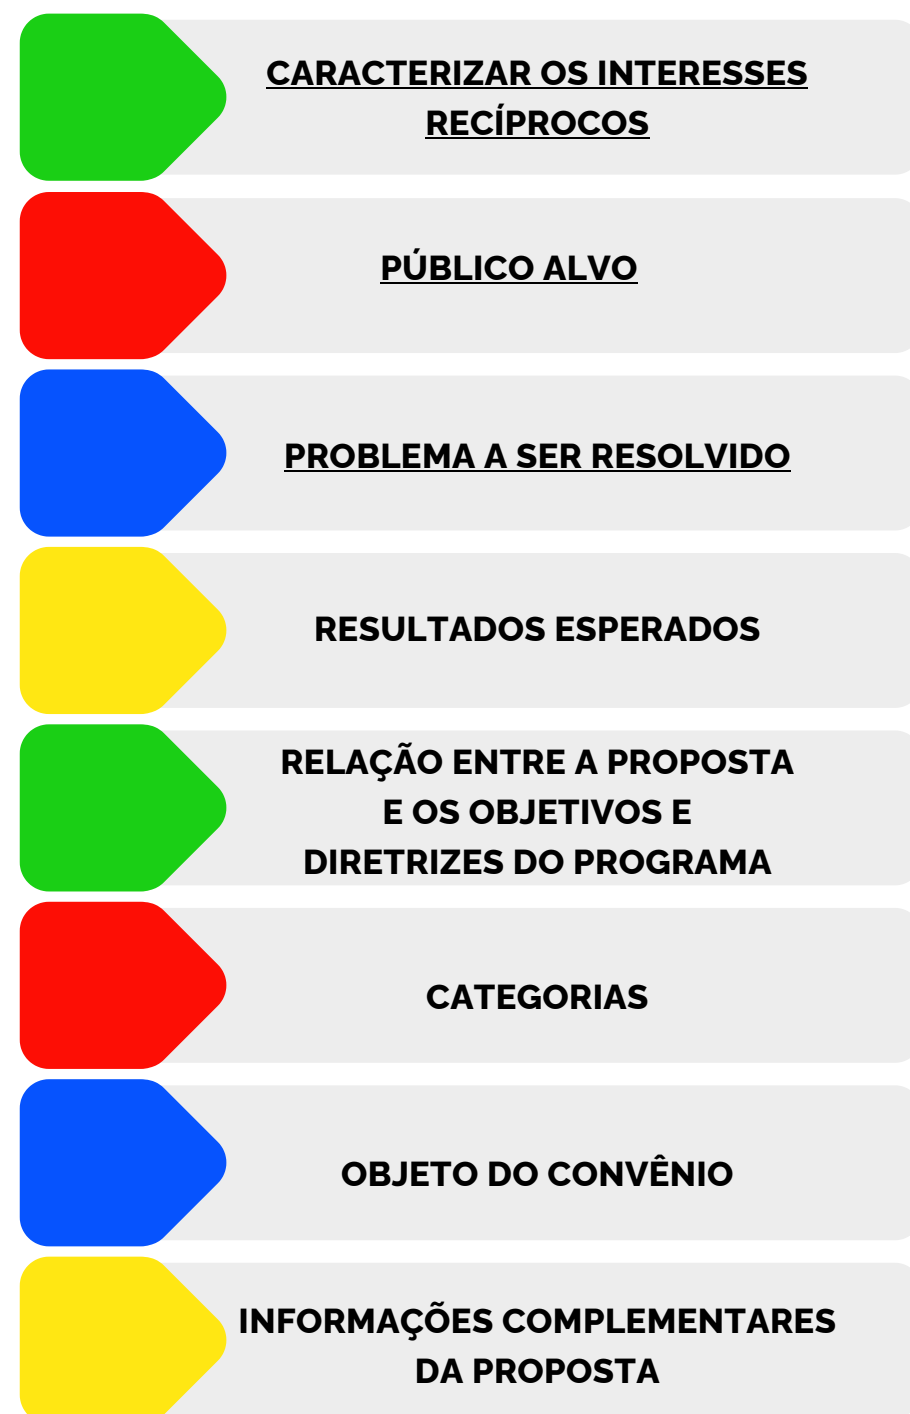 CARACTERIZAR OS INTERESSES
RECÍPROCOS
PÚBLICO ALVO
PROBLEMA A SER RESOLVIDO
RESULTADOS ESPERADOS
RELAÇÃO ENTRE A PROPOSTA
E OS OBJETIVOS E
DIRETRIZES DO PROGRAMA
CATEGORIAS
OBJETO DO CONVÊNIO
INFORMAÇÕES COMPLEMENTARES
DA PROPOSTA